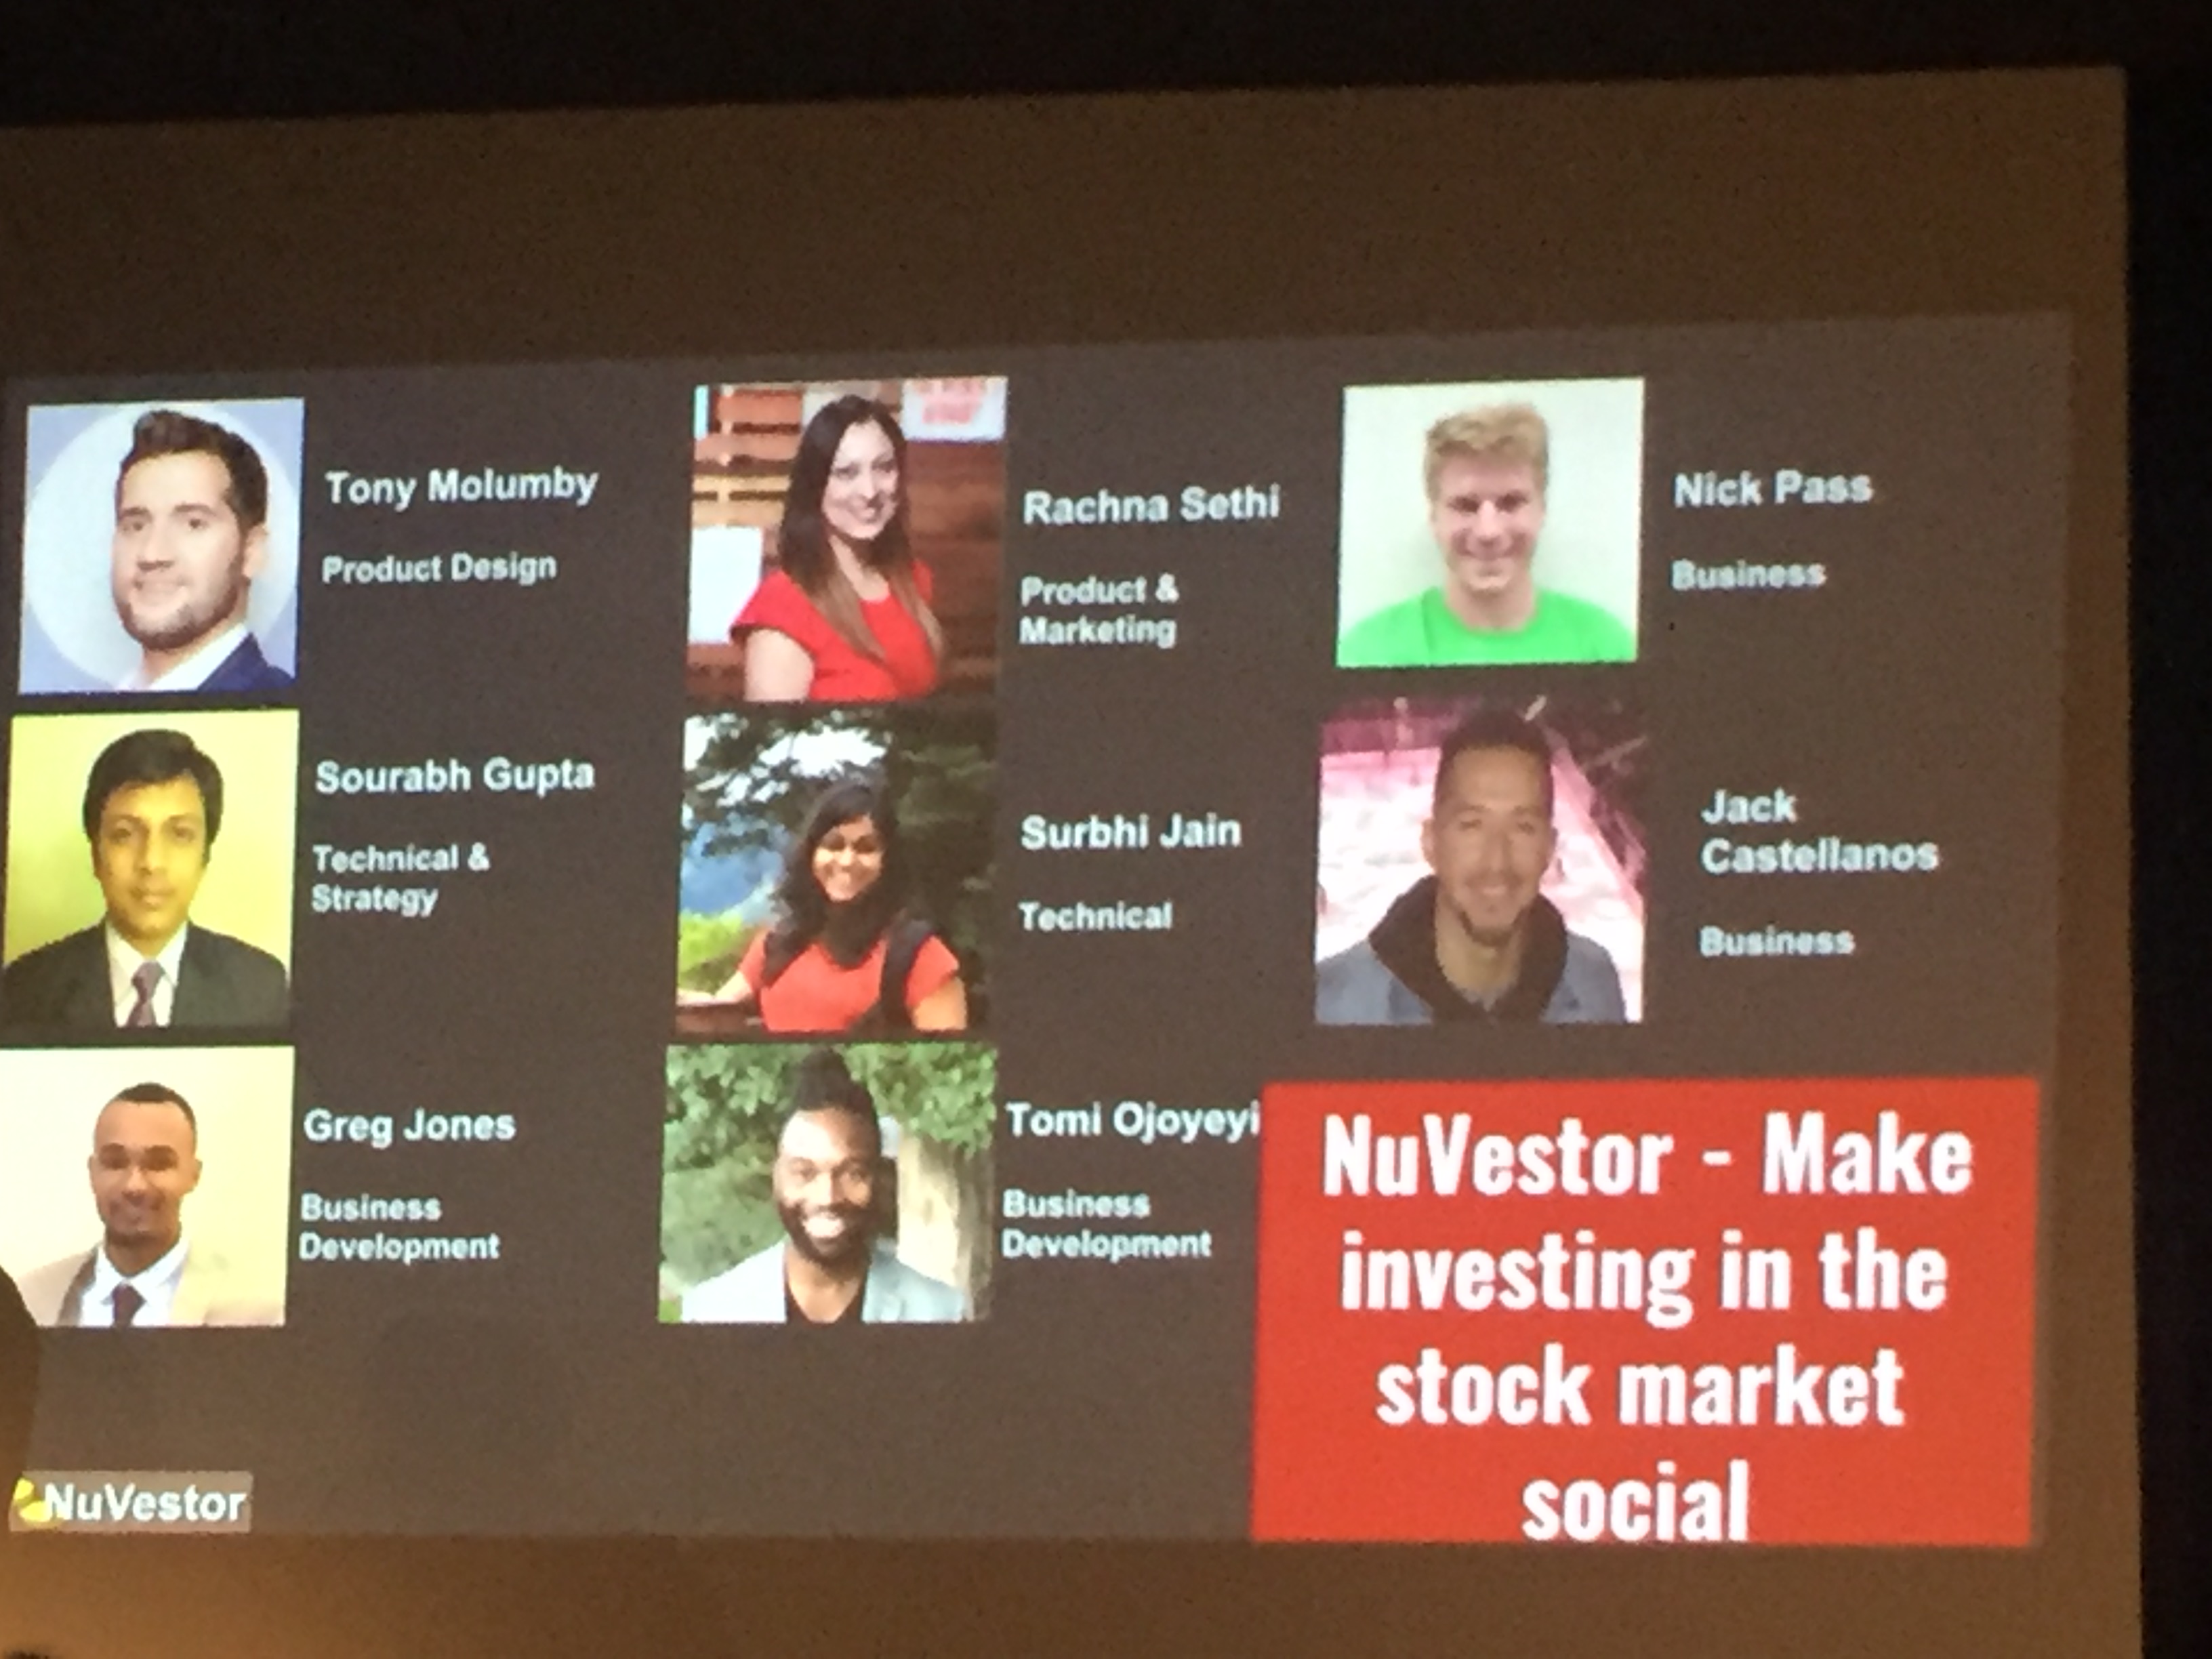 Tony Molumby
Product Design
Rachna Sethi
Product &
Marketing
Nick Pass
Business
Sourabh Gupta
Technical &
Strategy
Surbhi Jain
Technical
Jack
Castellanos
Business
Greg Jones
Business
Development
Tomi Ojoyeyi
Business
Development
NuVestor - Make
investing in the
stock market
social
NuVestor